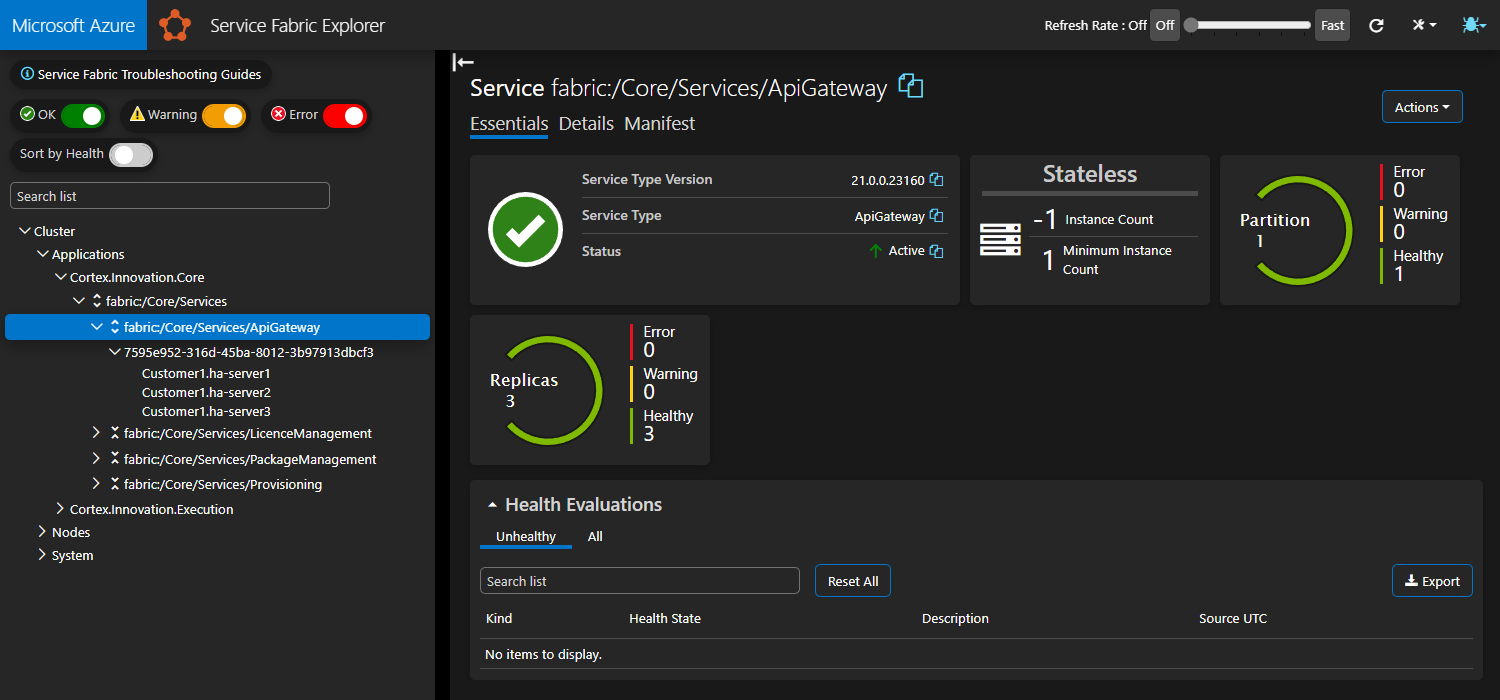 Microsoft Azure
Service Fabric Explorer
Refresh Rate : Off Off Fast
Service Fabric Troubleshooting Guides
OK Warning Error
Sort by Health
Search list
Cluster
Applications
Cortex.Innovation.Core
fabric:/Core/Services
fabric:/Core/Services/ApiGateway
7595e952-316d-45ba-8012-3b97913dbcf3
Customer1.ha-server1
Customer1.ha-server2
Customer1.ha-server3
fabric:/Core/Services/LicenceManagement
fabric:/Core/Services/PackageManagement
fabric:/Core/Services/Provisioning
Cortex.Innovation.Execution
Nodes
System
Service fabric:/Core/Services/ApiGateway
Actions
Essentials Details Manifest
Service Type Version 21.0.0.23160
Service Type ApiGateway
Status Active
Stateless
-1 Instance Count
1 Minimum Instance
Count
Partition
1
Error
0
Warning
0
Healthy
1
Replicas
3
Error
0
Warning
0
Healthy
3
Health Evaluations
Unhealthy All
Search list Reset All Export
Kind Health State Description Source UTC
No items to display.